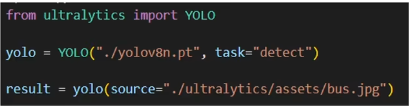 from ultralytics import YOLO
yolo = YOLO("./yolov8n.pt", task="detect")
result = yolo(source="./ultralytics/assets/bus.jpg")